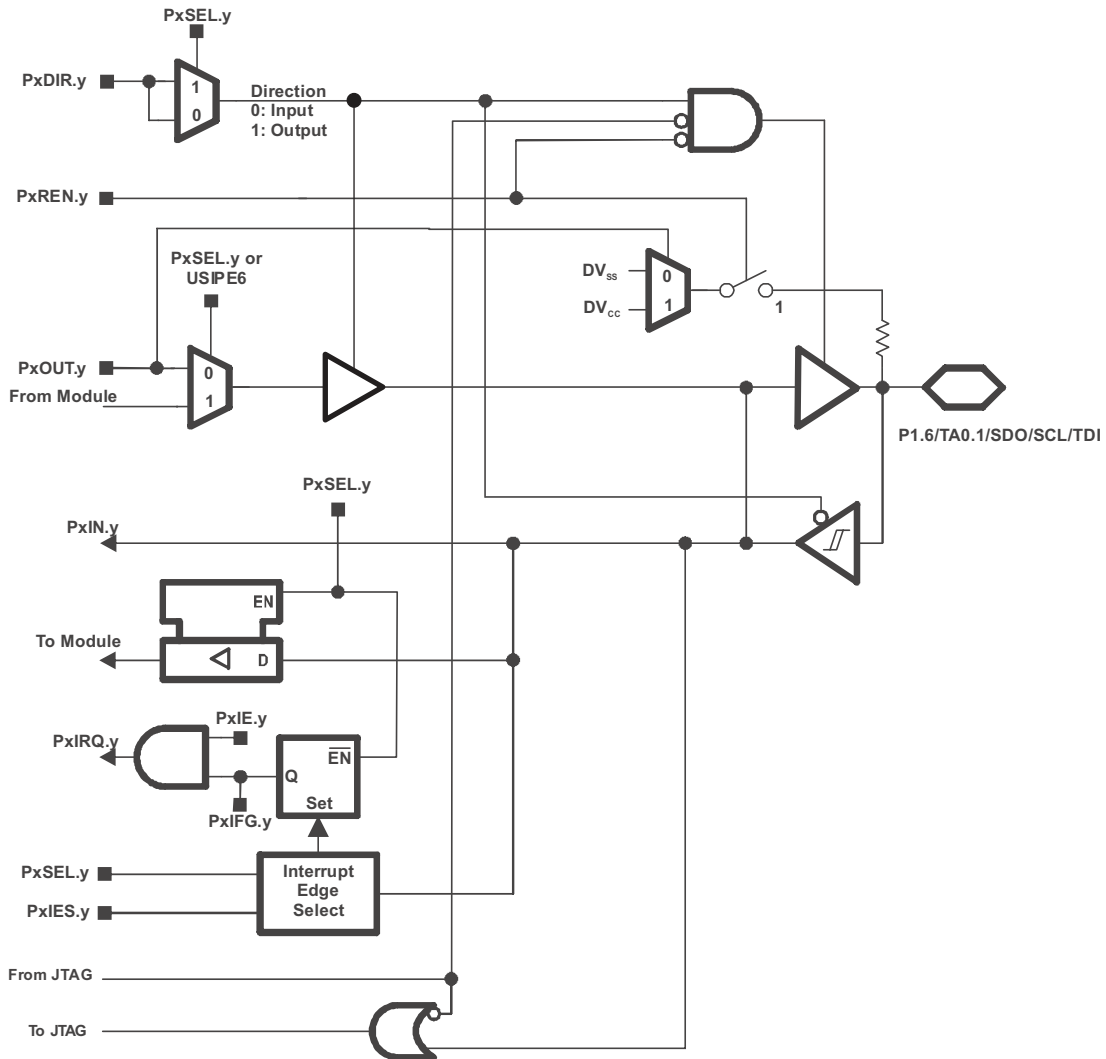 PxSEL.y
PxDIR.y
1
0
Direction
0: Input
1: Output
PxREN.y
PxSEL.y or
USIPE6
DVSS
0
DVCC
1
1
PxOUT.y
0
From Module
1
P1.6/TA0.1/SDO/SCL/TDI
PxSEL.y
PxIN.y
EN
To Module
D
PxIE.y
PxIRQ.y
EN
Q
Set
PxIFG.y
PxSEL.y
Interrupt
Edge
Select
PxIES.y
From JTAG
To JTAG